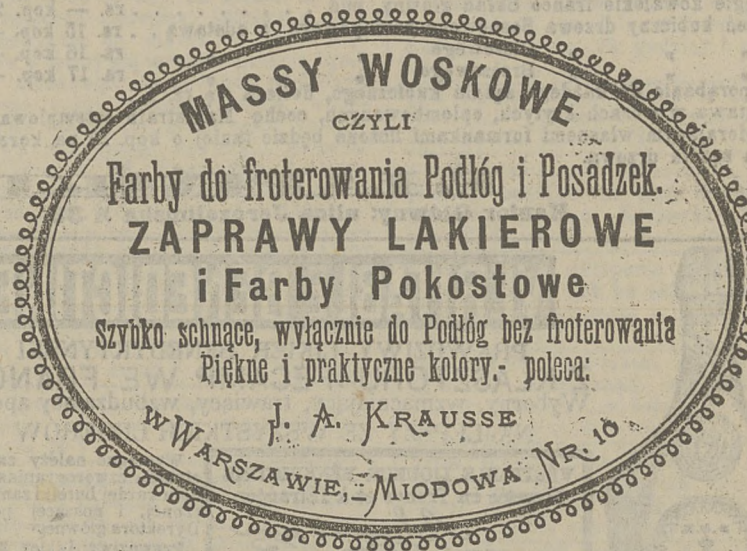 MASSY WOSKOWE
CZYLI
Farby do froterowania Podłóg i Posadzek.
ZAPRAWY LAKIEROWE
i Farby Pokostowe
Szybko schnące, wyłącznie do Podłóg bez froterowania
Piękne i praktyczne kolory,- poleca:
J. A. KRAUSSE
W WARSZAWIE,-MIODOWA NR. 10